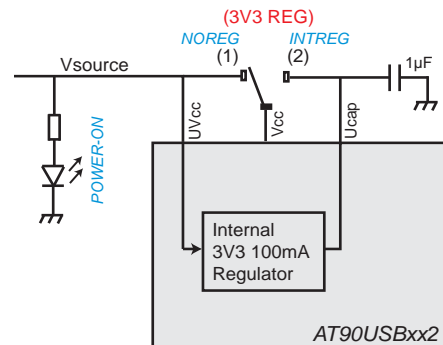 (3V3 REG)
NOREG
INTREG
(1)
(2)
Vsource
1µF
UVcc
Vcc
Ucap
POWER-ON
Internal
3V3 100mA
Regulator
AT90USBxx2